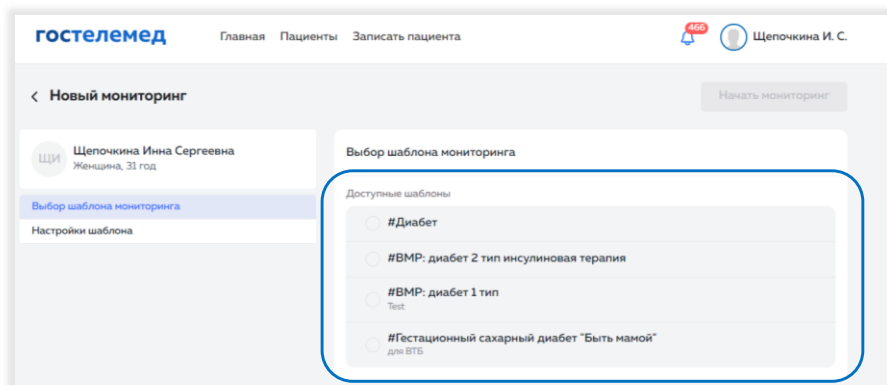 гостелемед Главная Пациенты Записать пациента 466 Щепочкина И. С.
< Новый мониторинг Начать мониторинг
ЩИ Щепочкина Инна Сергеевна
Женщина, 31 год
Выбор шаблона мониторинга
Настройки шаблона
Выбор шаблона мониторинга
Доступные шаблоны
#Диабет
#ВМР: диабет 2 тип инсулиновая терапия
#ВМР: диабет 1 тип
Test
#Гестационный сахарный диабет "Быть мамой"
для ВТБ